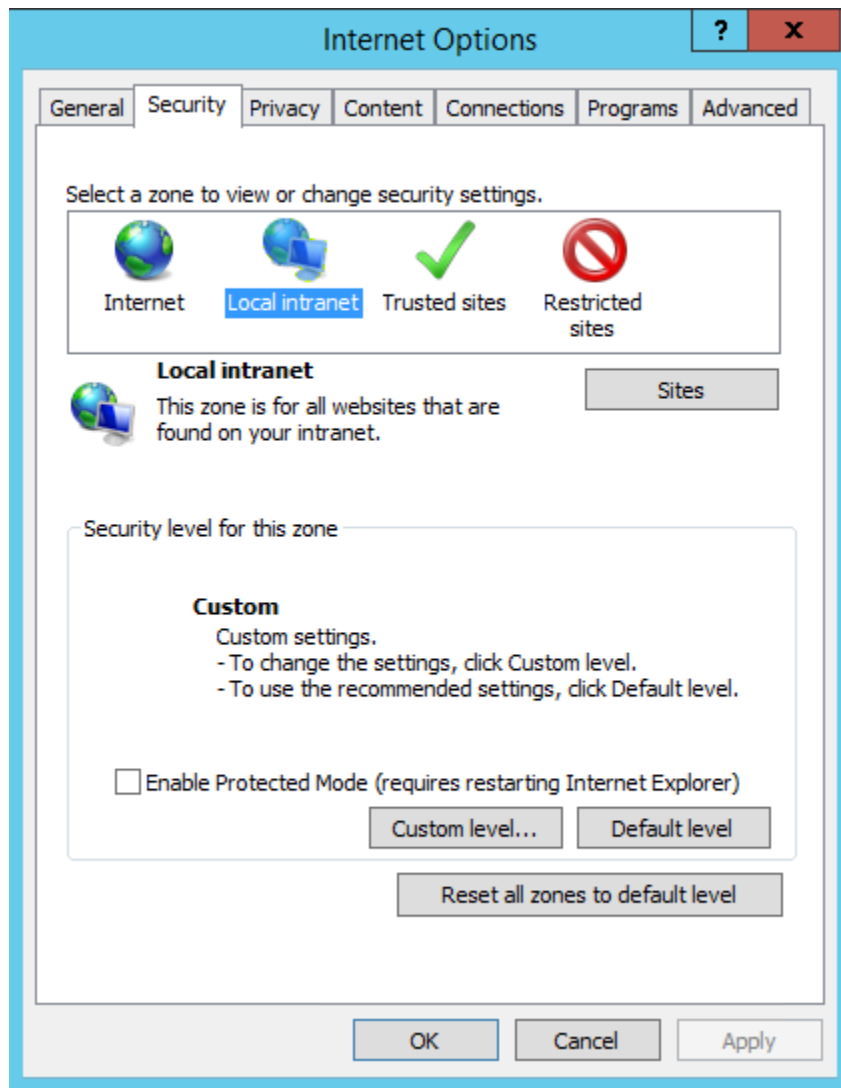 Internet Options
?
x
General Security Privacy Content Connections Programs Advanced
Select a zone to view or change security settings.
Internet Local intranet Trusted sites Restricted
sites
Local intranet
Sites
This zone is for all websites that are
found on your intranet.
Security level for this zone
Custom
Custom settings.
- To change the settings, click Custom level.
- To use the recommended settings, click Default level.
Enable Protected Mode (requires restarting Internet Explorer)
Custom level... Default level
Reset all zones to default level
OK Cancel Apply